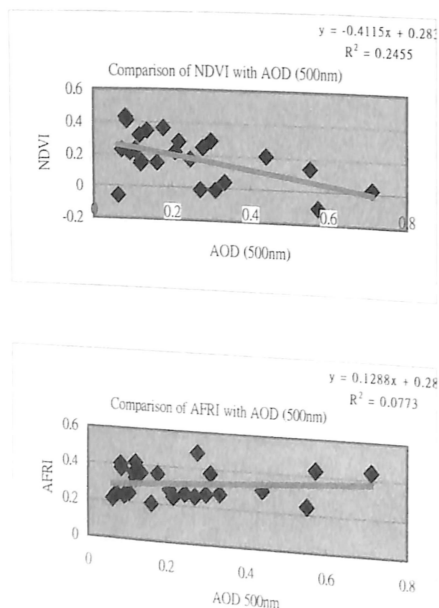 y = -0.4115x + 0.283
R² = 0.2455
Comparison of NDVI with AOD (500nm)
0.6
0.4
0.2
0
-0.2
NDVI
0 0.2 0.4 0.6 0.8
AOD (500nm)
y = 0.1288x + 0.28
R² = 0.0773
Comparison of AFRI with AOD (500nm)
0.6
0.4
0.2
0
AFRI
0 0.2 0.4 0.6 0.8
AOD 500nm